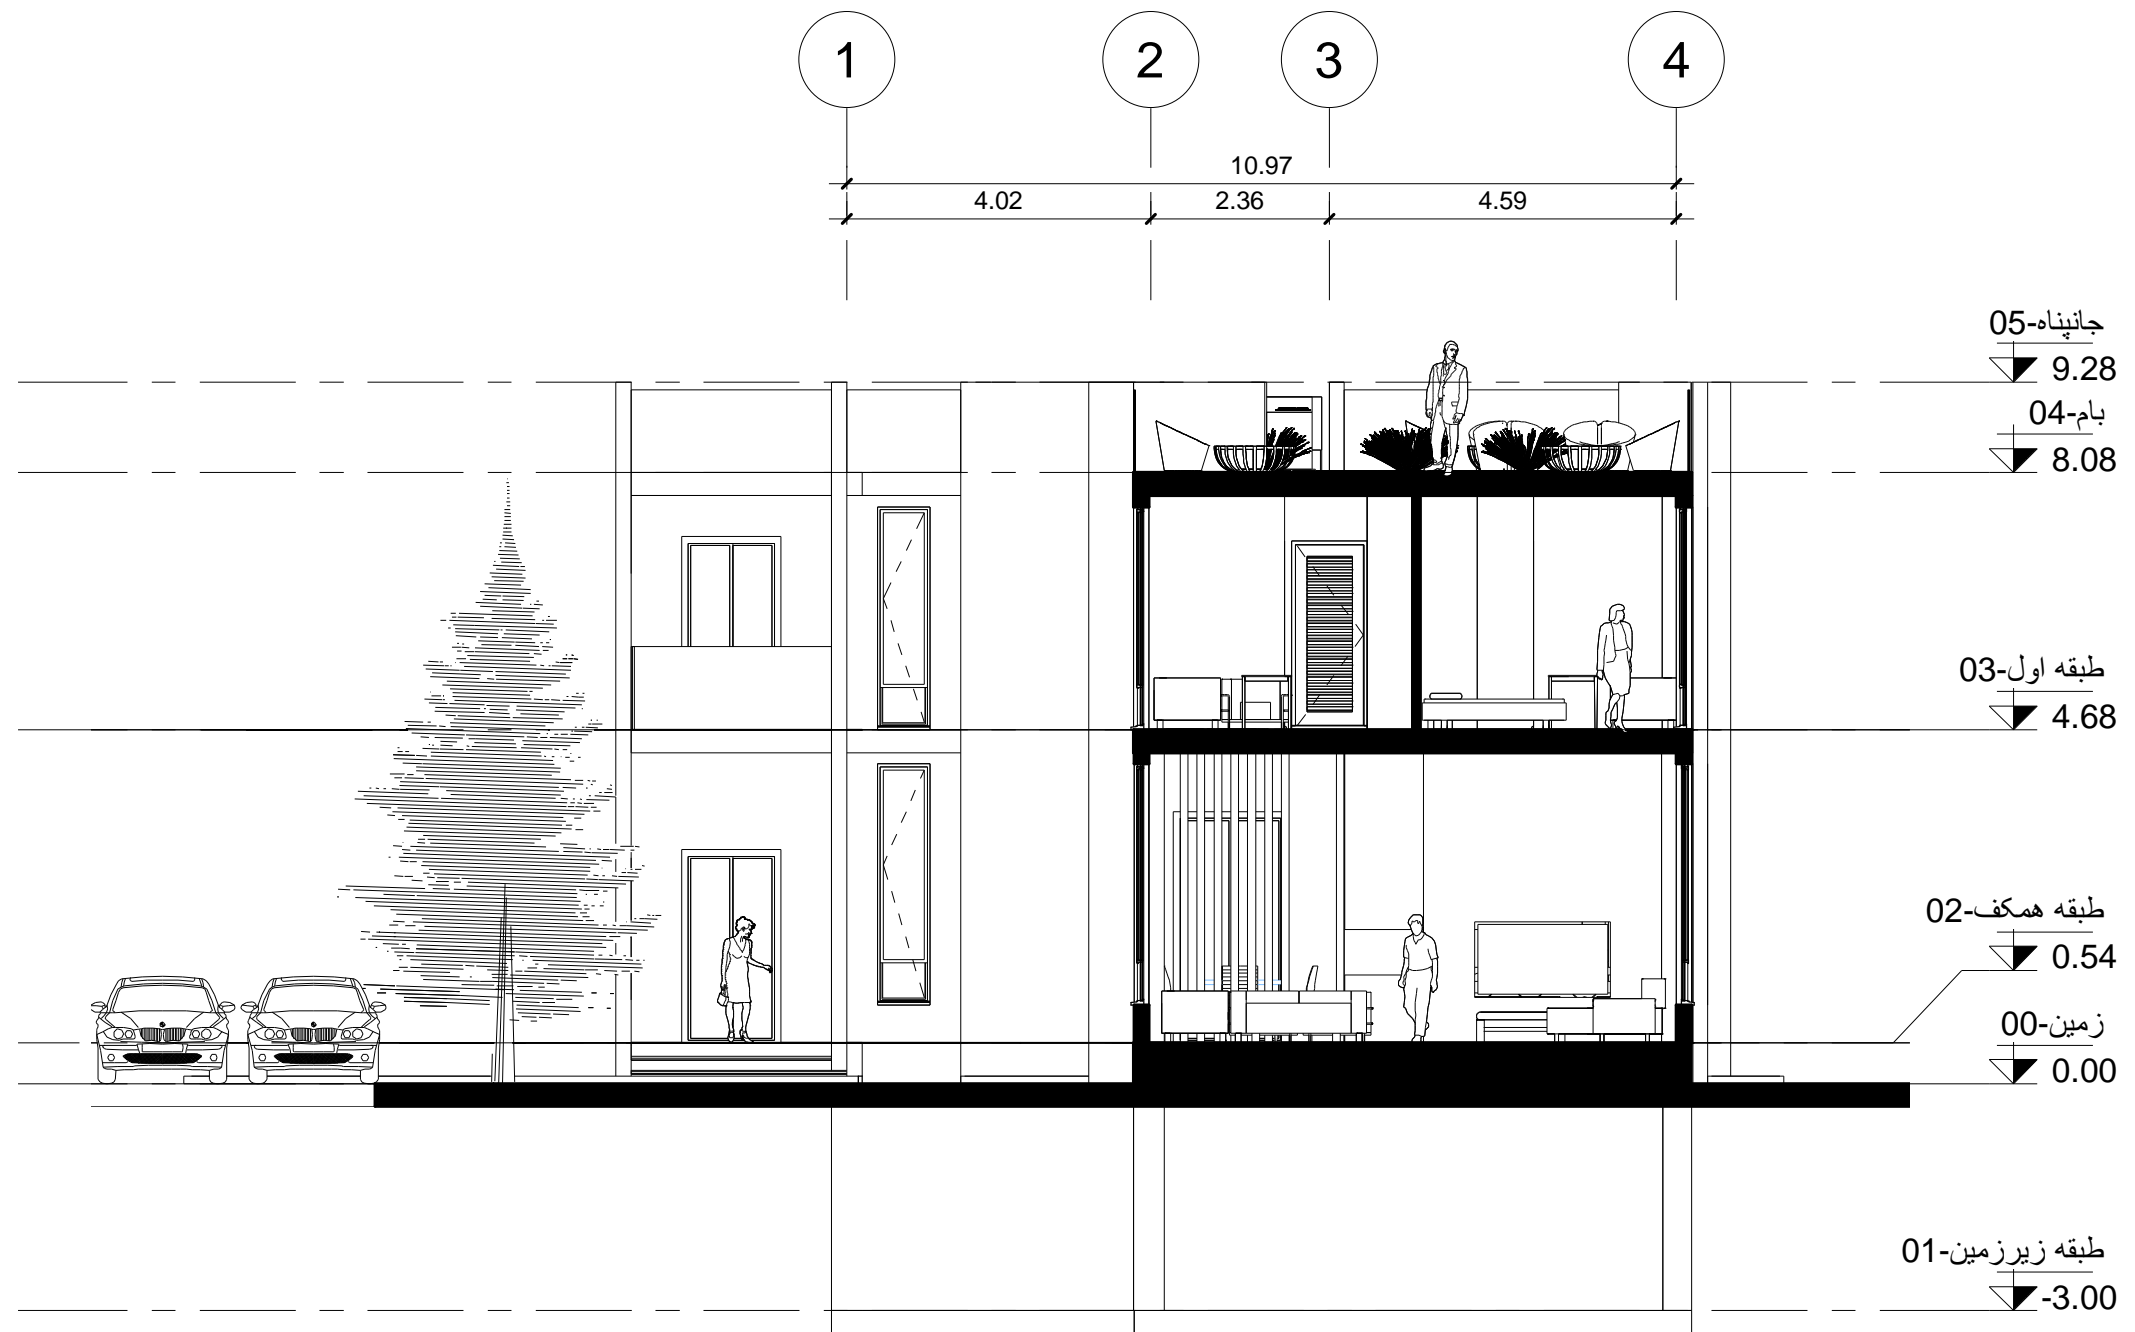 1
2
3
4
10.97
4.02
2.36
4.59
جانپناه-05
9.28
بام-04
8.08
طبقه اول-03
4.68
طبقه همکف-02
0.54
زمین-00
0.00
طبقه زیرزمین-01
-3.00